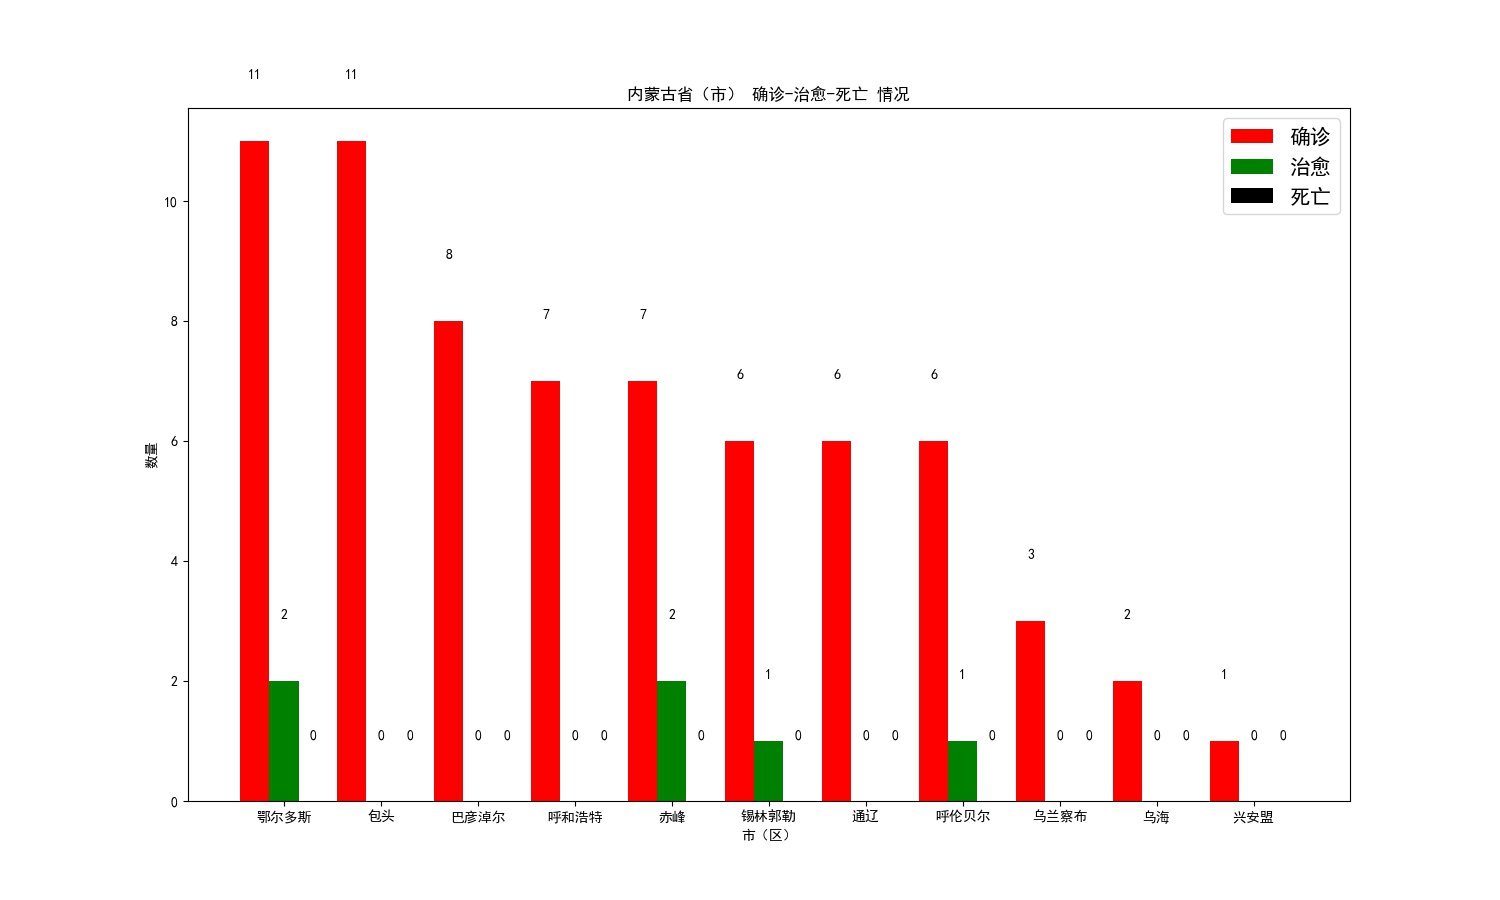 11 11
内蒙古省（市） 确诊-治愈-死亡 情况
确诊
治愈
死亡
10
8
8
7 7
6 6 6
6
数量
4
3
2 2 2
2
1 1 1
0 0 0 0 0 0 0 0 0 0 0 0 0 0 0 0 0 0
0
鄂尔多斯 包头 巴彦淖尔 呼和浩特 赤峰 锡林郭勒 通辽 呼伦贝尔 乌兰察布 乌海 兴安盟
市（区）